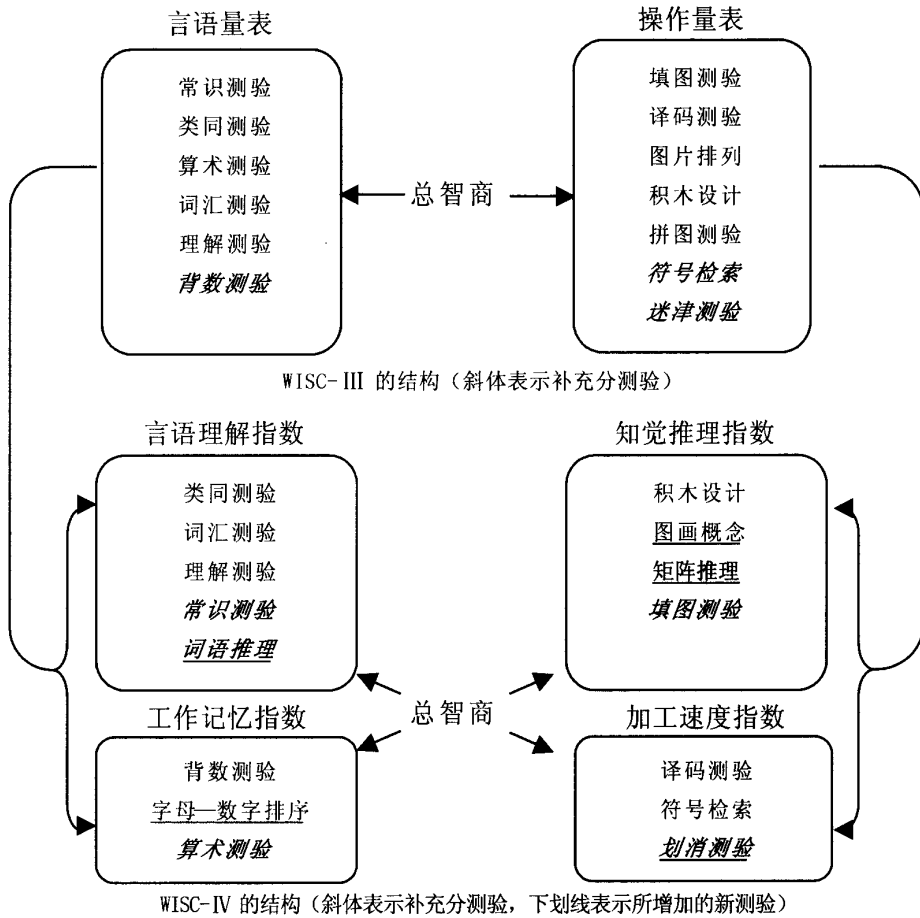 言语量表
常识测验
类同测验
算术测验
词汇测验
理解测验
背数测验
总智商
操作量表
填图测验
译码测验
图片排列
积木设计
拼图测验
符号检索
迷津测验
WISC-Ⅲ 的结构（斜体表示补充分测验）
言语理解指数
类同测验
词汇测验
理解测验
常识测验
词语推理
知觉推理指数
积木设计
图画概念
矩阵推理
填图测验
总智商
工作记忆指数
背数测验
字母—数字排序
算术测验
加工速度指数
译码测验
符号检索
划消测验
WISC-Ⅳ 的结构（斜体表示补充分测验，下划线表示所增加的新测验）